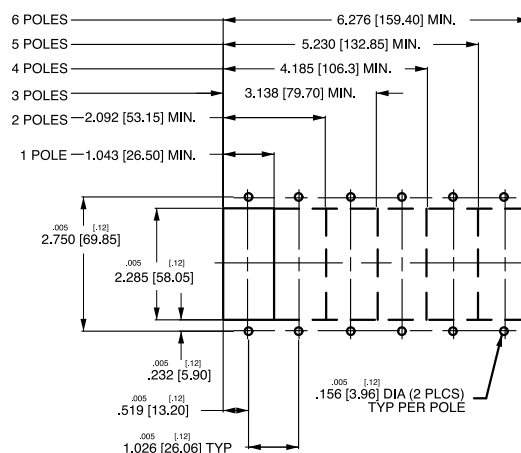 6 POLES 6.276 [159.40] MIN.
5 POLES 5.230 [132.85] MIN.
4 POLES 4.185 [106.3] MIN.
3 POLES 3.138 [79.70] MIN.
2 POLES 2.092 [53.15] MIN.
1 POLE 1.043 [26.50] MIN.
.005 [.12]
2.750 [69.85]
.005 [.12]
2.285 [58.05]
.005 [.12]
.232 [5.90]
.005 [.12]
.519 [13.20]
.005 [.12]
1.026 [26.06] TYP
.005 [.12]
.156 [3.96] DIA (2 PLCS)
TYP PER POLE